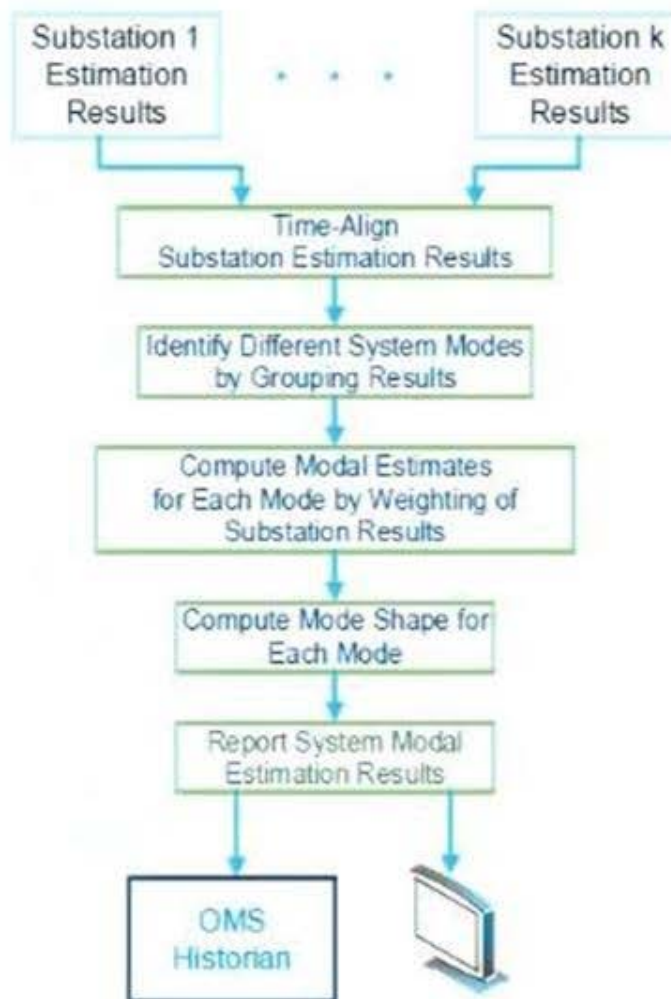 Substation 1
Estimation
Results
Substation k
Estimation
Results
Time-Align
Substation Estimation Results
Identify Different System Modes
by Grouping Results
Compute Modal Estimates
for Each Mode by Weighting of
Substation Results
Compute Mode Shape for
Each Mode
Report System Modal
Estimation Results
OMS
Historian